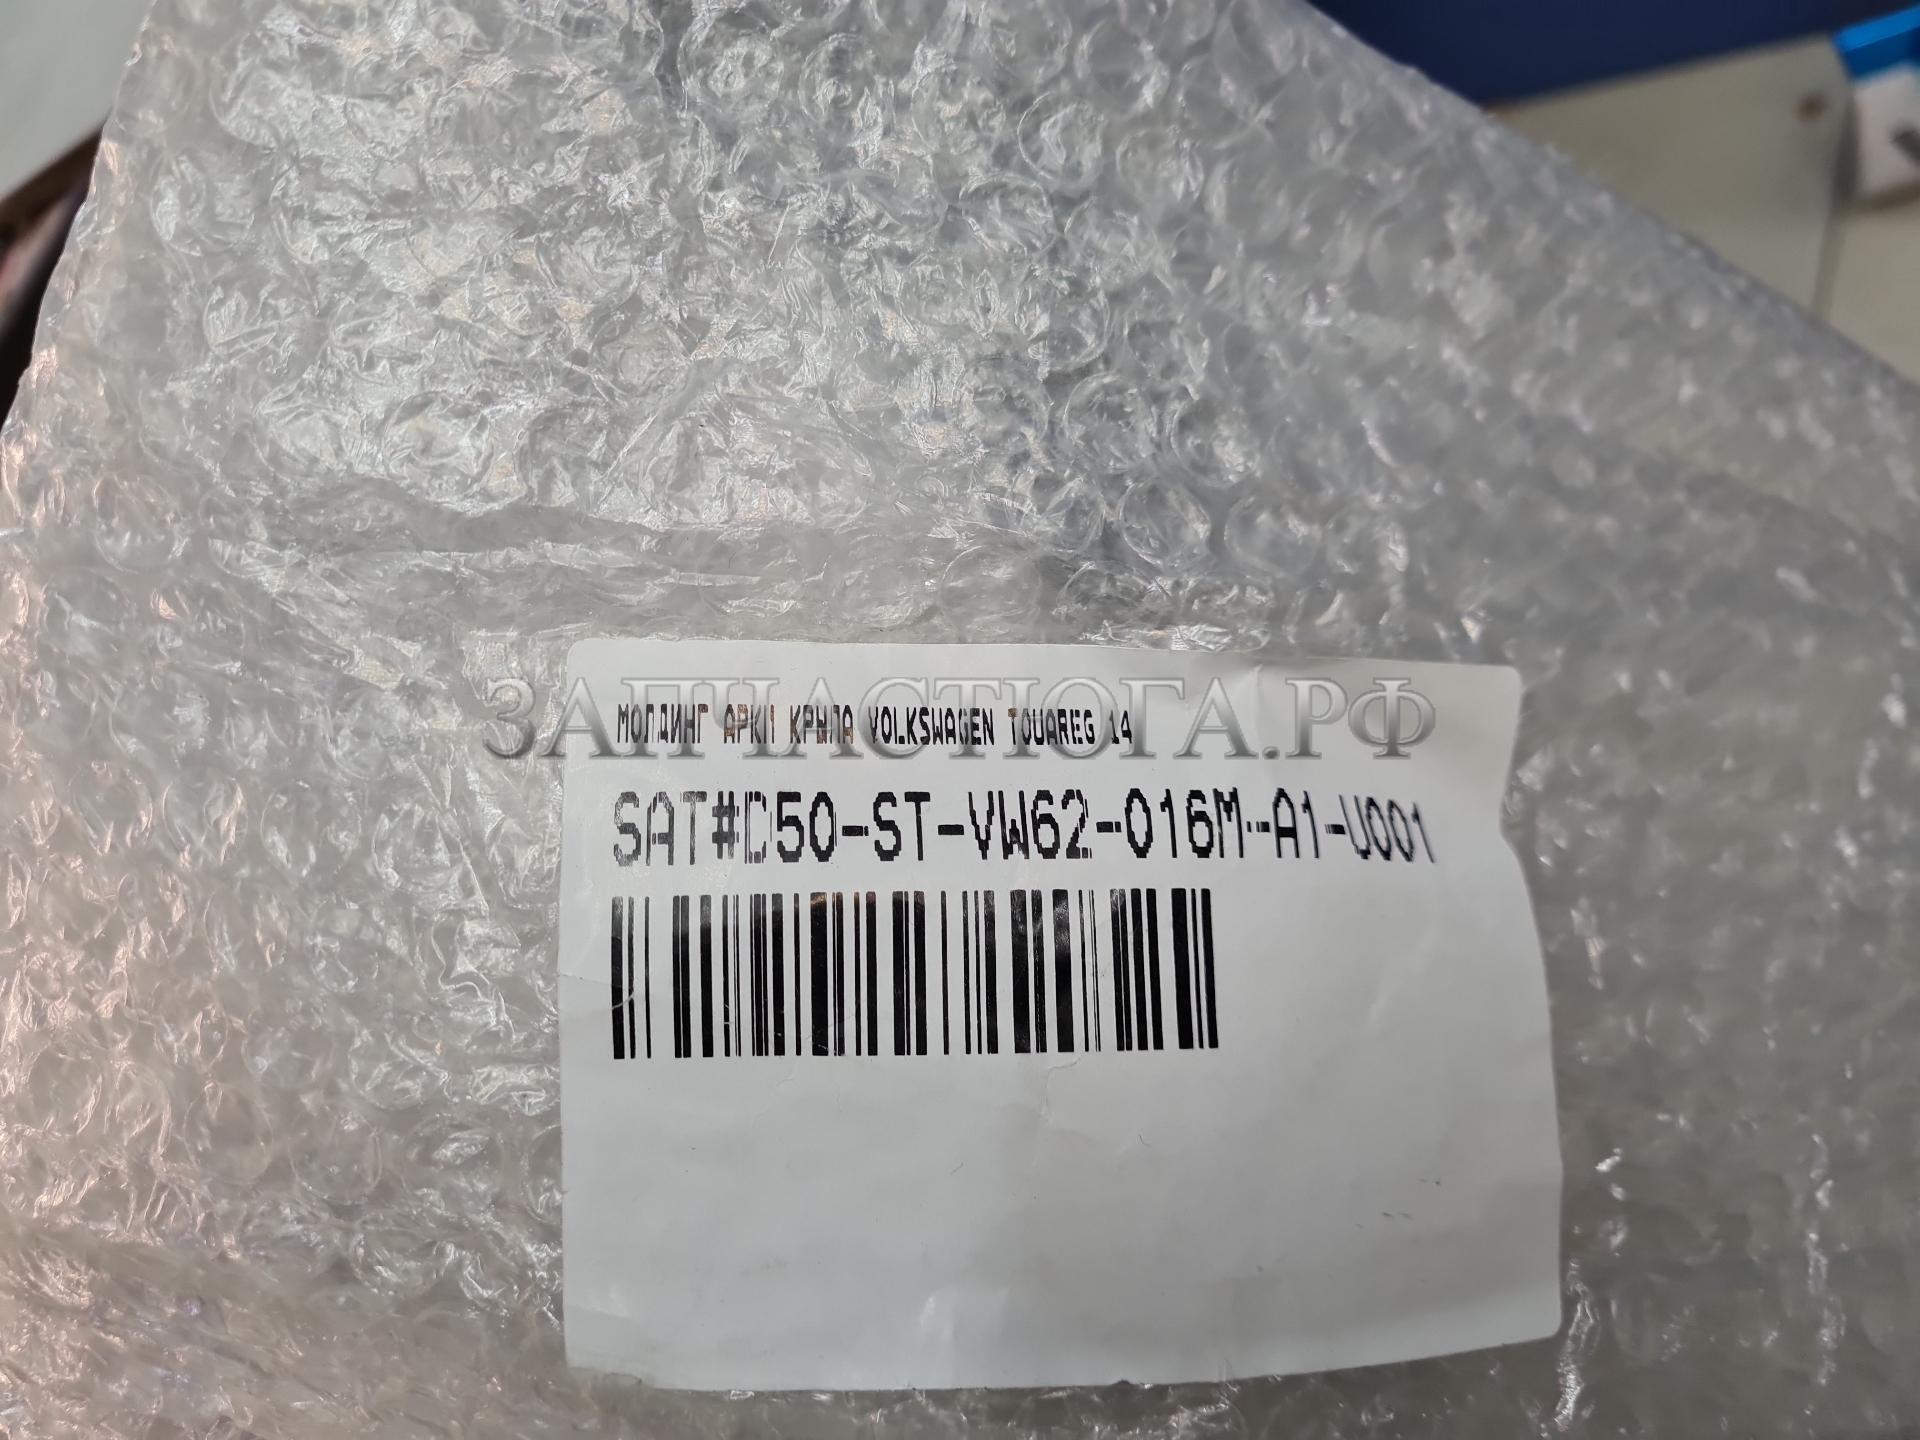 ЗАПЧАСТЮГА.РФ
МОЛДИНГ АРКИ КРЫЛА VOLKSWAGEN TOUAREG 14
SAT#D50-ST-VW62-016M-A1-U001